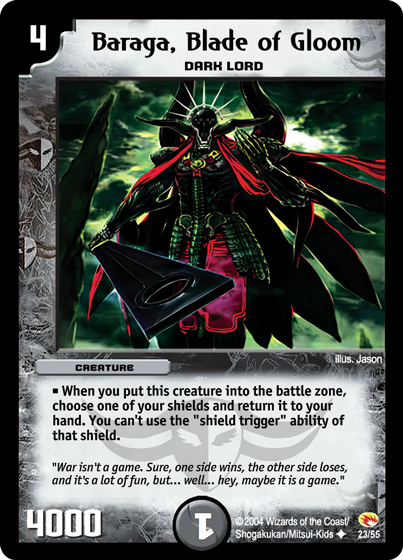 4
Baraga, Blade of Gloom
DARK LORD
illus. Jason
CREATURE
▪ When you put this creature into the battle zone,
choose one of your shields and return it to your
hand. You can't use the "shield trigger" ability of
that shield.
"War isn't a game. Sure, one side wins, the other side loses,
and it's a lot of fun, but... well... hey, maybe it is a game."
4000
1
©2004 Wizards of the Coast/
Shogakukan/Mitsui-Kids ✦ 23/55